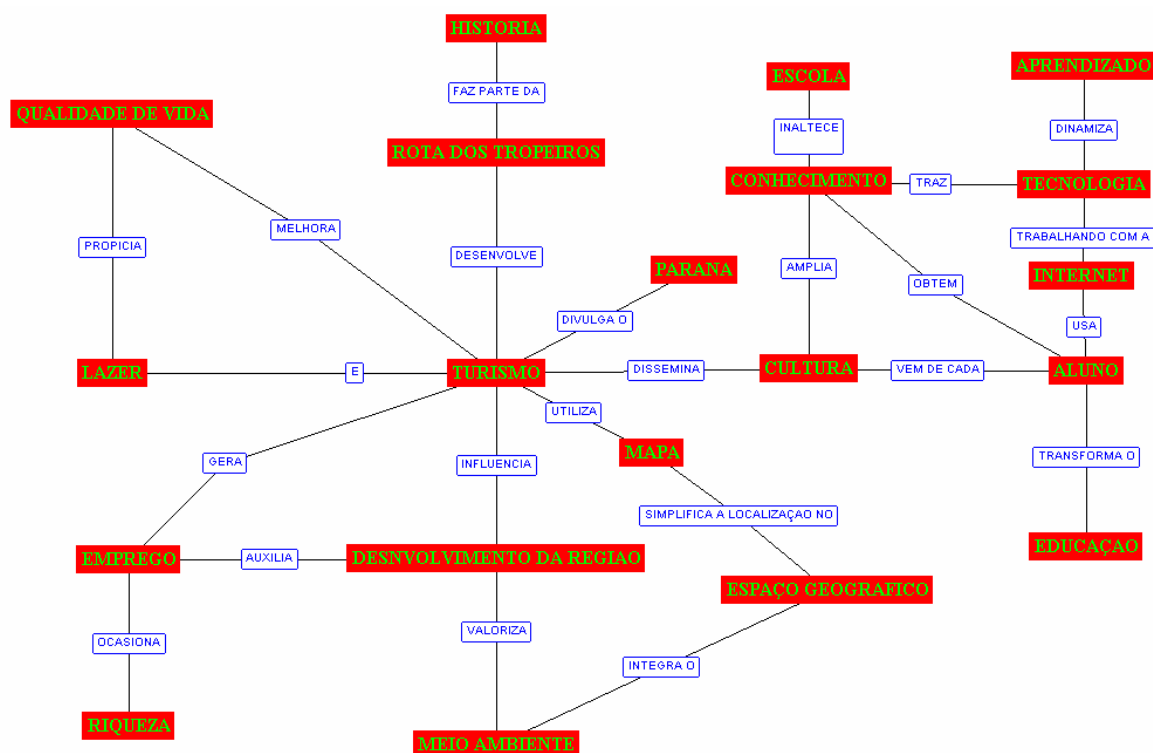 HISTORIA
ESCOLA
APRENDIZADO
FAZ PARTE DA
QUALIDADE DE VIDA
INALTECE
DINAMIZA
ROTA DOS TROPEIROS
CONHECIMENTO
TRAZ
TECNOLOGIA
MELHORA
TRABALHANDO COM A
PROPICIA
DESENVOLVE
PARANA
AMPLIA
INTERNET
OBTEM
DIVULGA O
USA
LAZER
E
TURISMO
DISSEMINA
CULTURA
VEM DE CADA
ALUNO
UTILIZA
GERA
INFLUENCIA
MAPA
TRANSFORMA O
SIMPLIFICA A LOCALIZAÇAO NO
EDUCAÇAO
EMPREGO
AUXILIA
DESNVOLVIMENTO DA REGIAO
ESPAÇO GEOGRAFICO
OCASIONA
VALORIZA
INTEGRA O
RIQUEZA
MEIO AMBIENTE